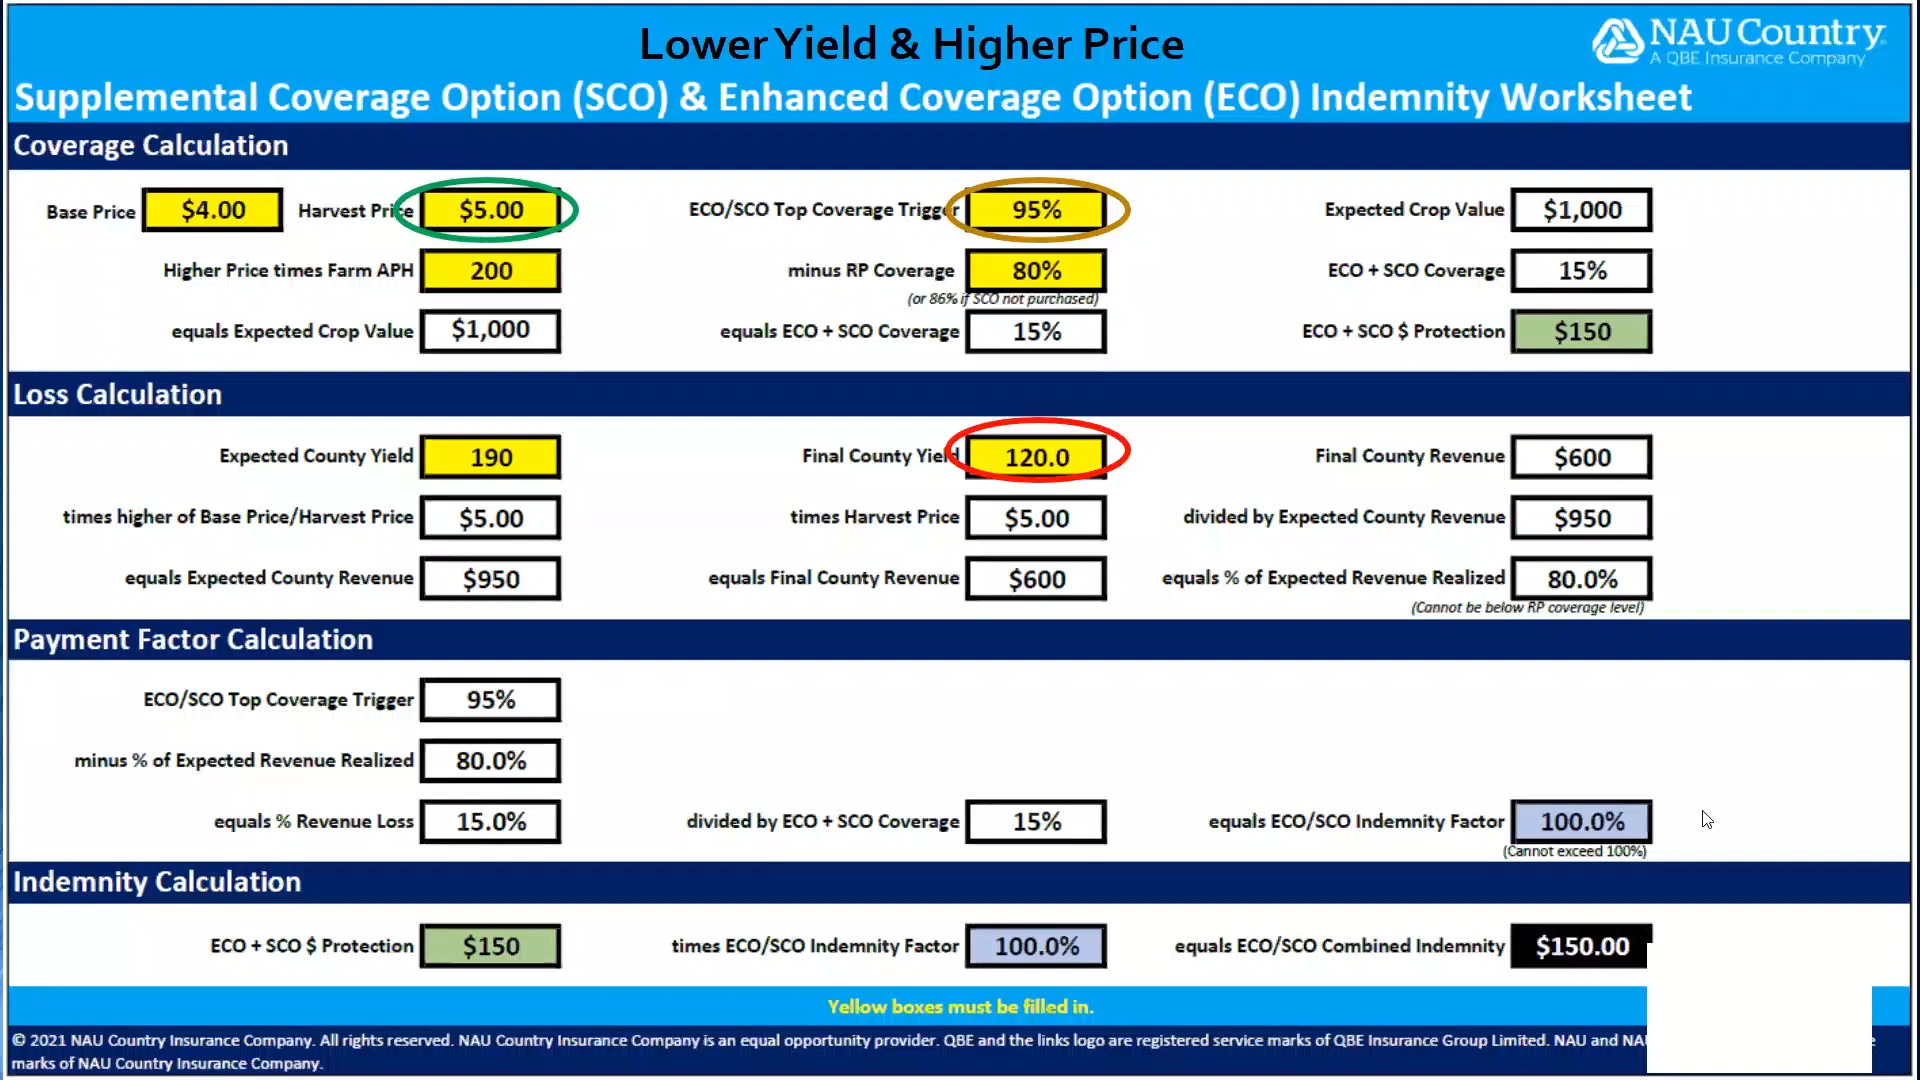 Lower Yield & Higher Price
NAU Country
A QBE Insurance Company
Supplemental Coverage Option (SCO) & Enhanced Coverage Option (ECO) Indemnity Worksheet
Coverage Calculation
Base Price $4.00 Harvest Price $5.00 ECO/SCO Top Coverage Trigger 95% Expected Crop Value $1,000
Higher Price times Farm APH 200 minus RP Coverage 80% ECO + SCO Coverage 15%
(or 86% if SCO not purchased)
equals Expected Crop Value $1,000 equals ECO + SCO Coverage 15% ECO + SCO $ Protection $150
Loss Calculation
Expected County Yield 190 Final County Yield 120.0 Final County Revenue $600
times higher of Base Price/Harvest Price $5.00 times Harvest Price $5.00 divided by Expected County Revenue $950
equals Expected County Revenue $950 equals Final County Revenue $600 equals % of Expected Revenue Realized 80.0%
(Cannot be below RP coverage level)
Payment Factor Calculation
ECO/SCO Top Coverage Trigger 95%
minus % of Expected Revenue Realized 80.0%
equals % Revenue Loss 15.0% divided by ECO + SCO Coverage 15% equals ECO/SCO Indemnity Factor 100.0%
(Cannot exceed 100%)
Indemnity Calculation
ECO + SCO $ Protection $150 times ECO/SCO Indemnity Factor 100.0% equals ECO/SCO Combined Indemnity $150.00
Yellow boxes must be filled in.
© 2021 NAU Country Insurance Company. All rights reserved. NAU Country Insurance Company is an equal opportunity provider. QBE and the links logo are registered service marks of QBE Insurance Group Limited. NAU and
marks of NAU Country Insurance Company.